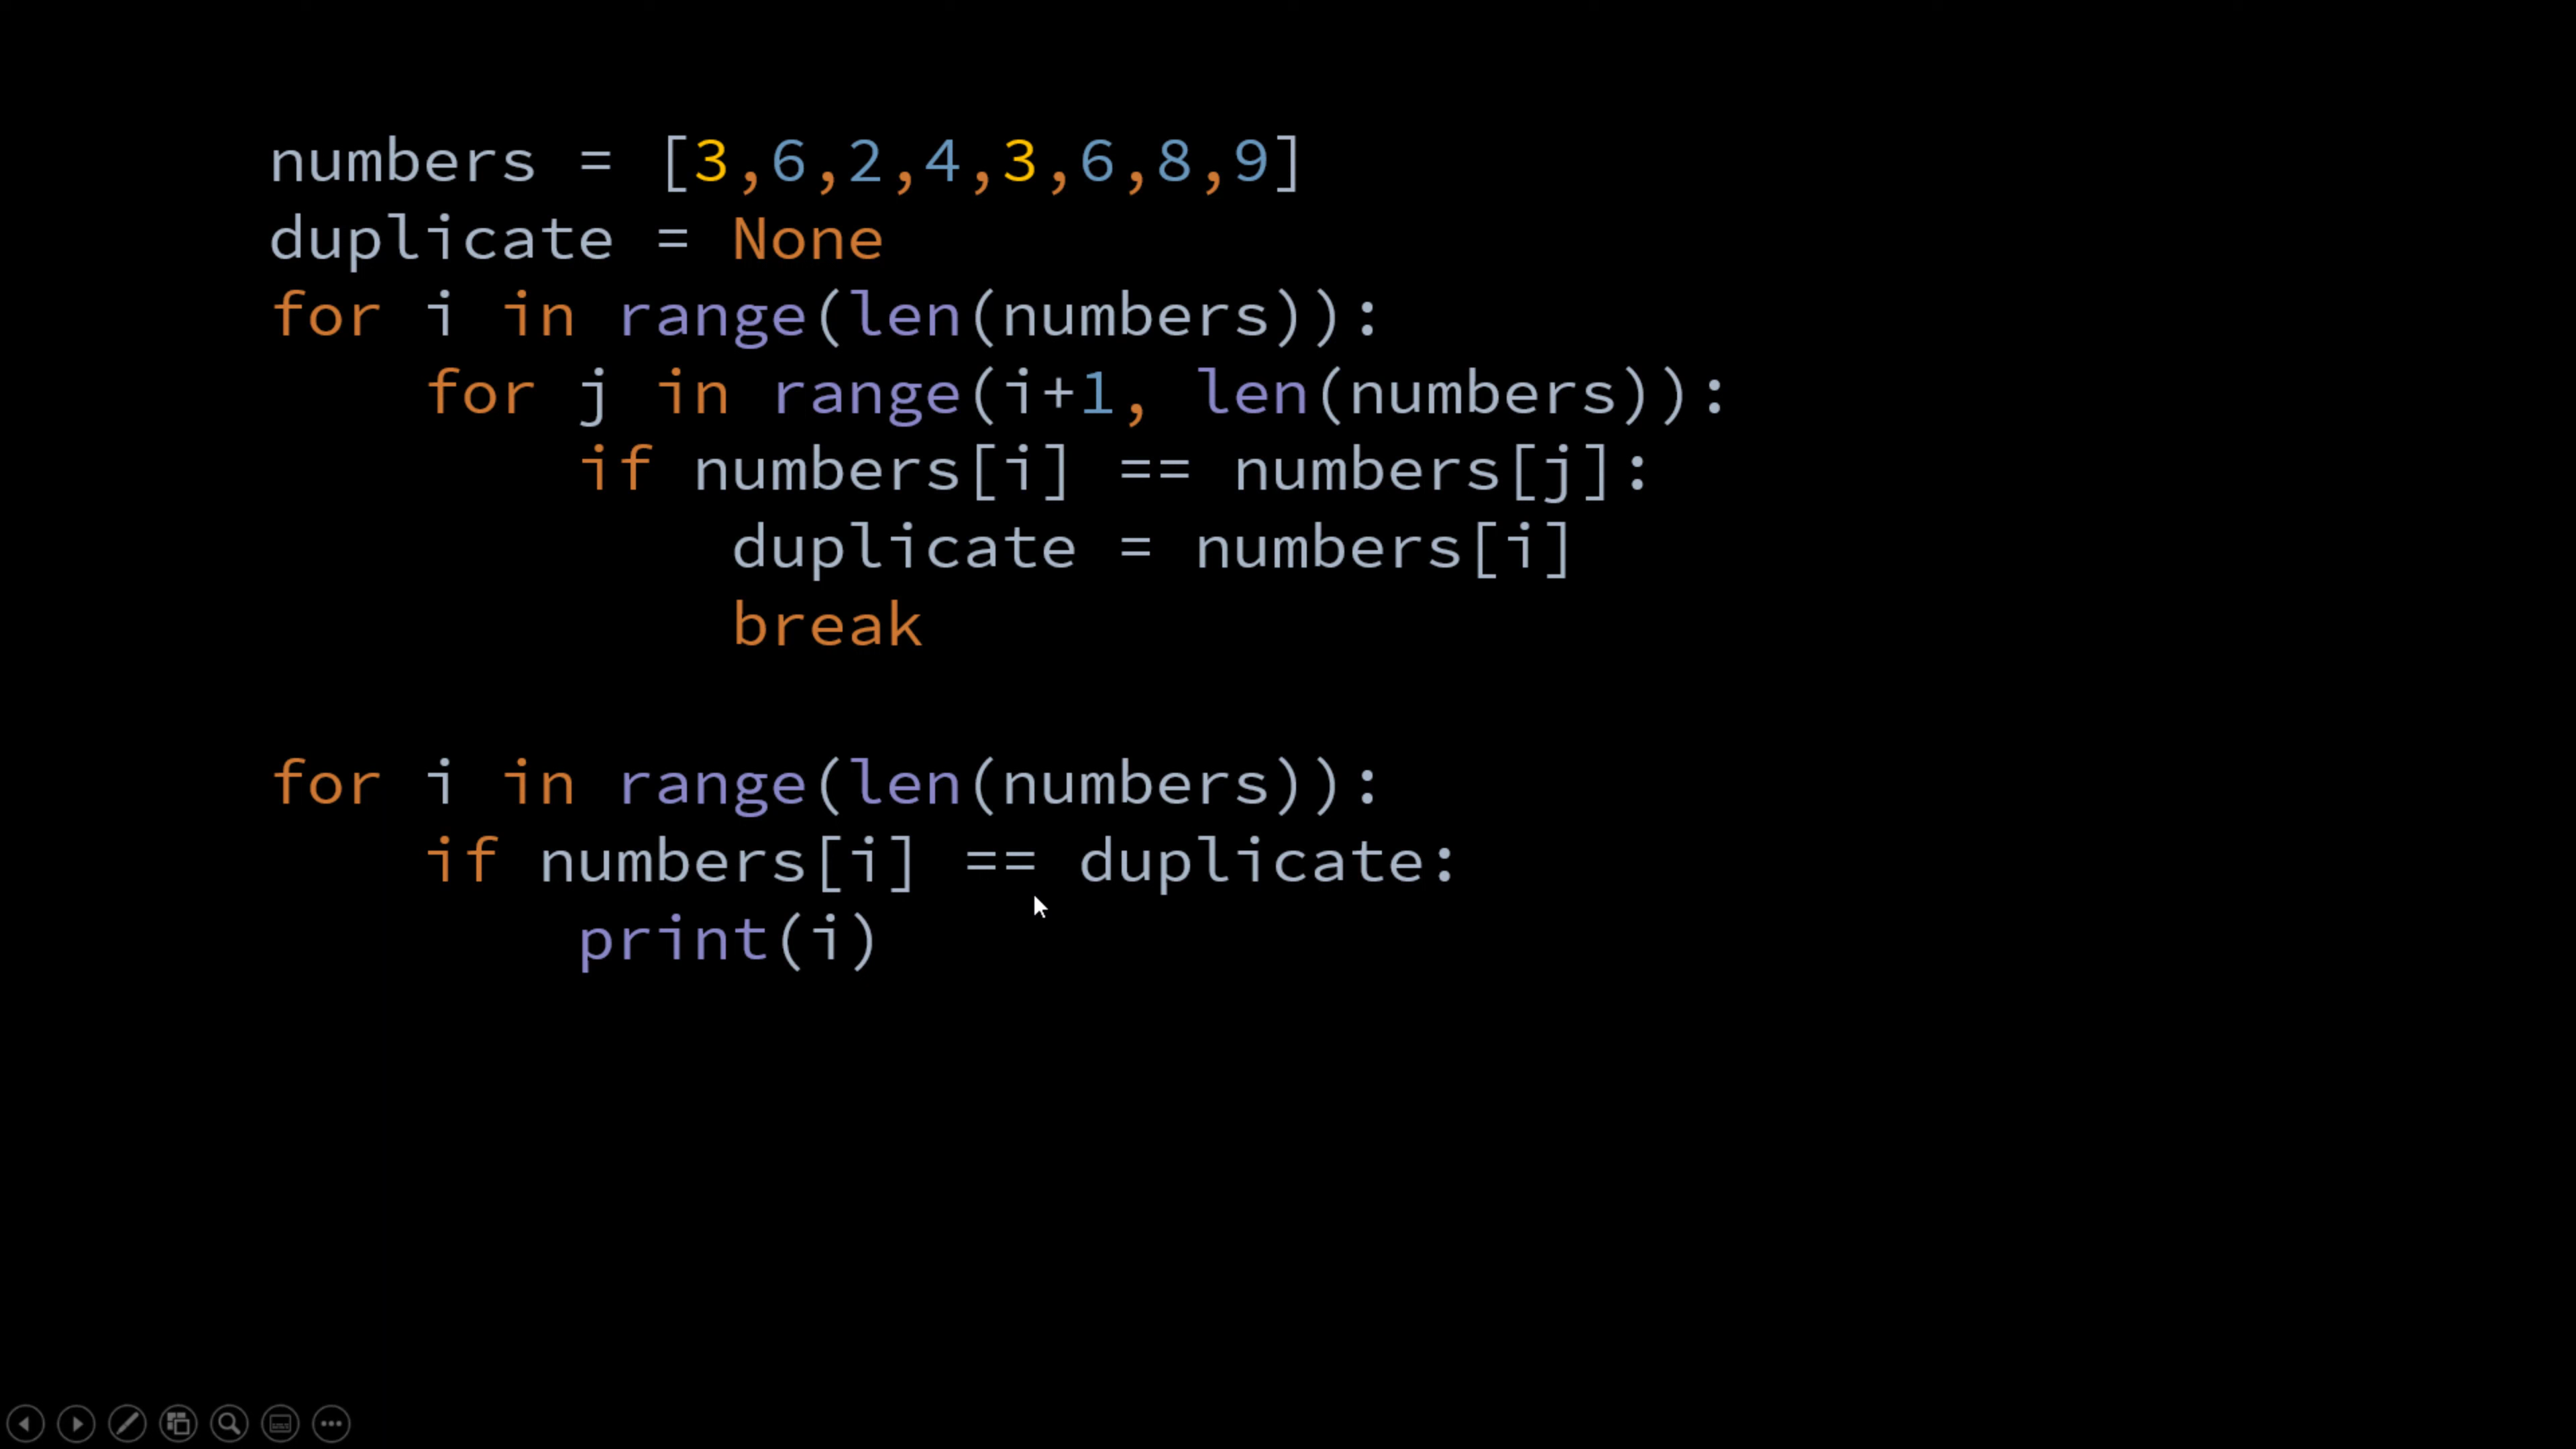 numbers = [3,6,2,4,3,6,8,9]
duplicate = None
for i in range(len(numbers)):
    for j in range(i+1, len(numbers)):
        if numbers[i] == numbers[j]:
            duplicate = numbers[i]
            break

for i in range(len(numbers)):
    if numbers[i] == duplicate:
        print(i)